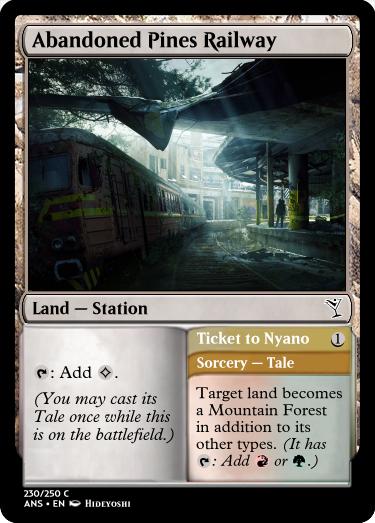 Abandoned Pines Railway
Land — Station
: Add .
(You may cast its
Tale once while this
is on the battlefield.)
Ticket to Nyano 1
Sorcery — Tale
Target land becomes
a Mountain Forest
in addition to its
other types. (It has
: Add or .)
230/250 C
ANS • EN Hideyoshi